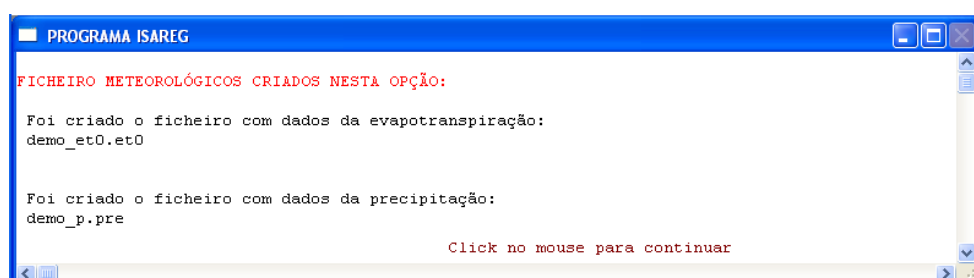 PROGRAMA ISAREG
FICHEIRO METEOROLÓGICOS CRIADOS NESTA OPÇÃO:
Foi criado o ficheiro com dados da evapotranspiração:
demo_et0.et0
Foi criado o ficheiro com dados da precipitação:
demo_p.pre
Click no mouse para continuar